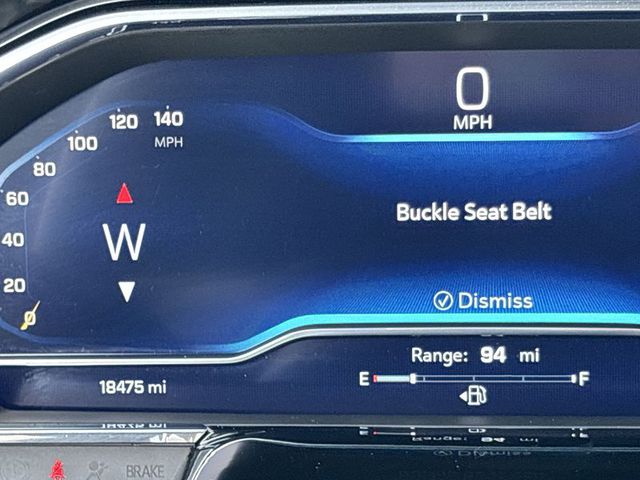 0
MPH
120 140
100 MPH
80
60
40
20
0
W
Buckle Seat Belt
Dismiss
Range: 94 mi
E F
18475 mi
BRAKE